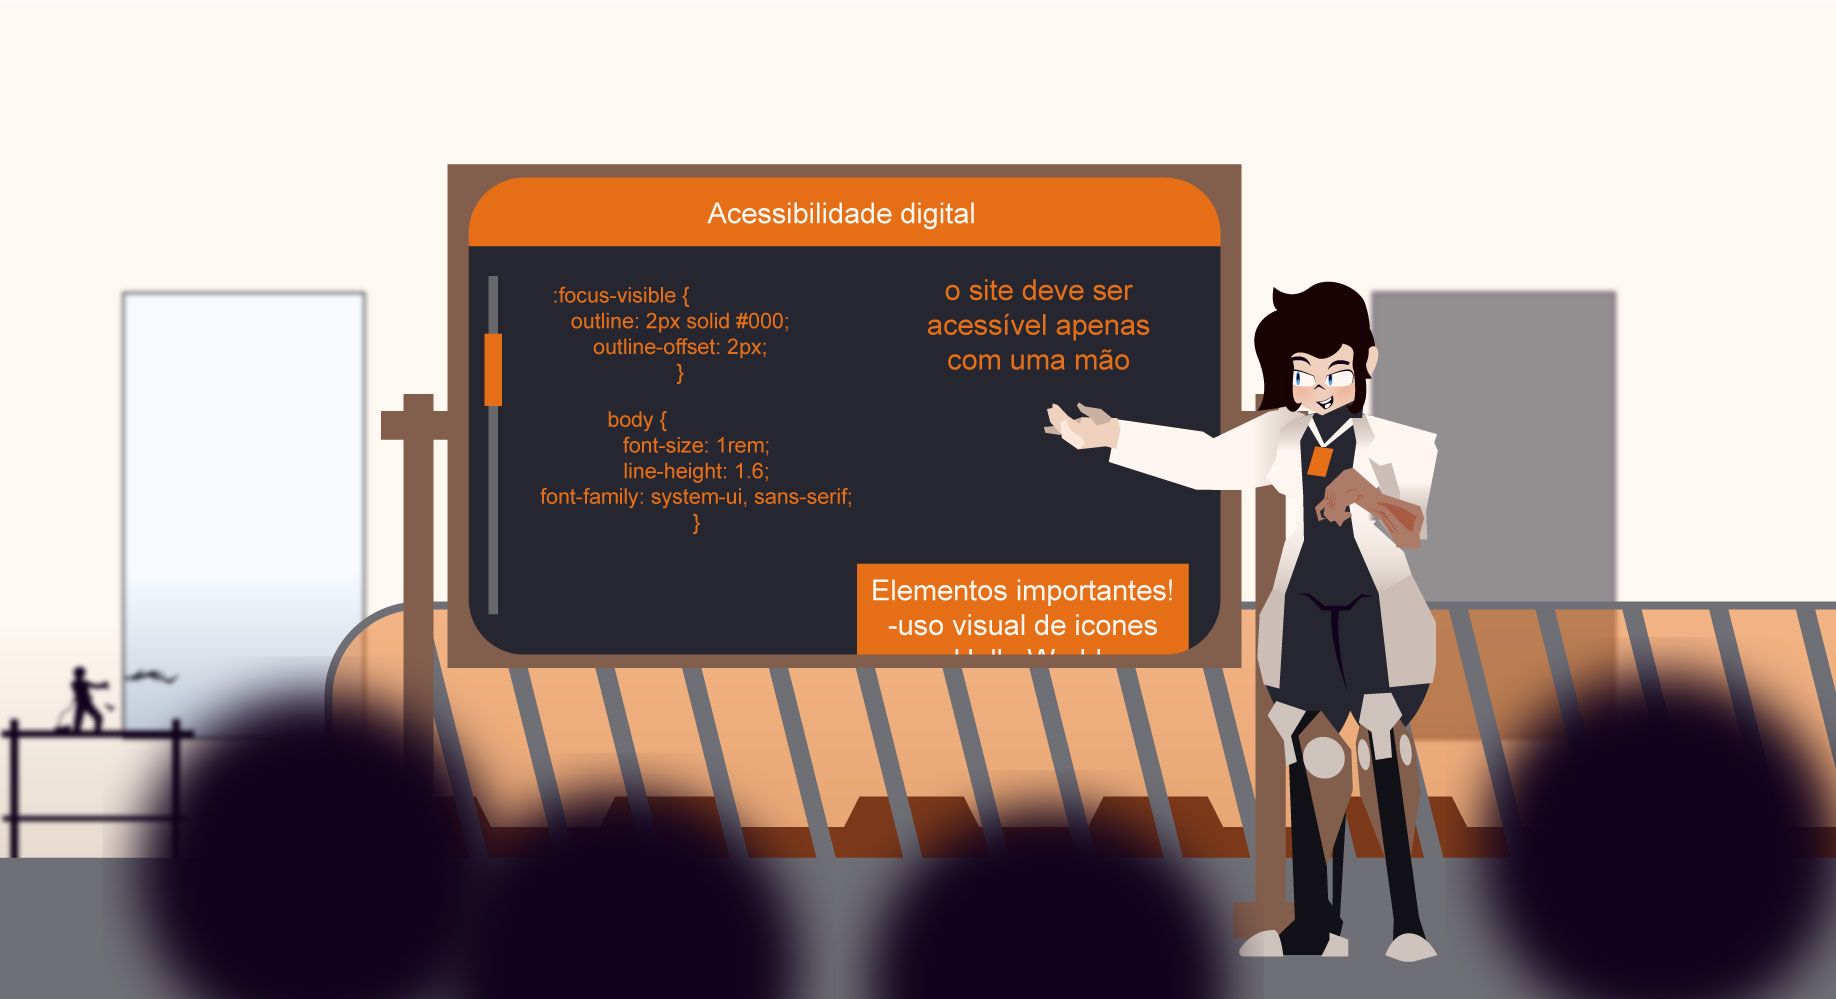 Acessibilidade digital
:focus-visible {
outline: 2px solid #000;
outline-offset: 2px;
}
body {
font-size: 1rem;
line-height: 1.6;
font-family: system-ui, sans-serif;
}
o site deve ser
acessível apenas
com uma mão
Elementos importantes!
-uso visual de icones